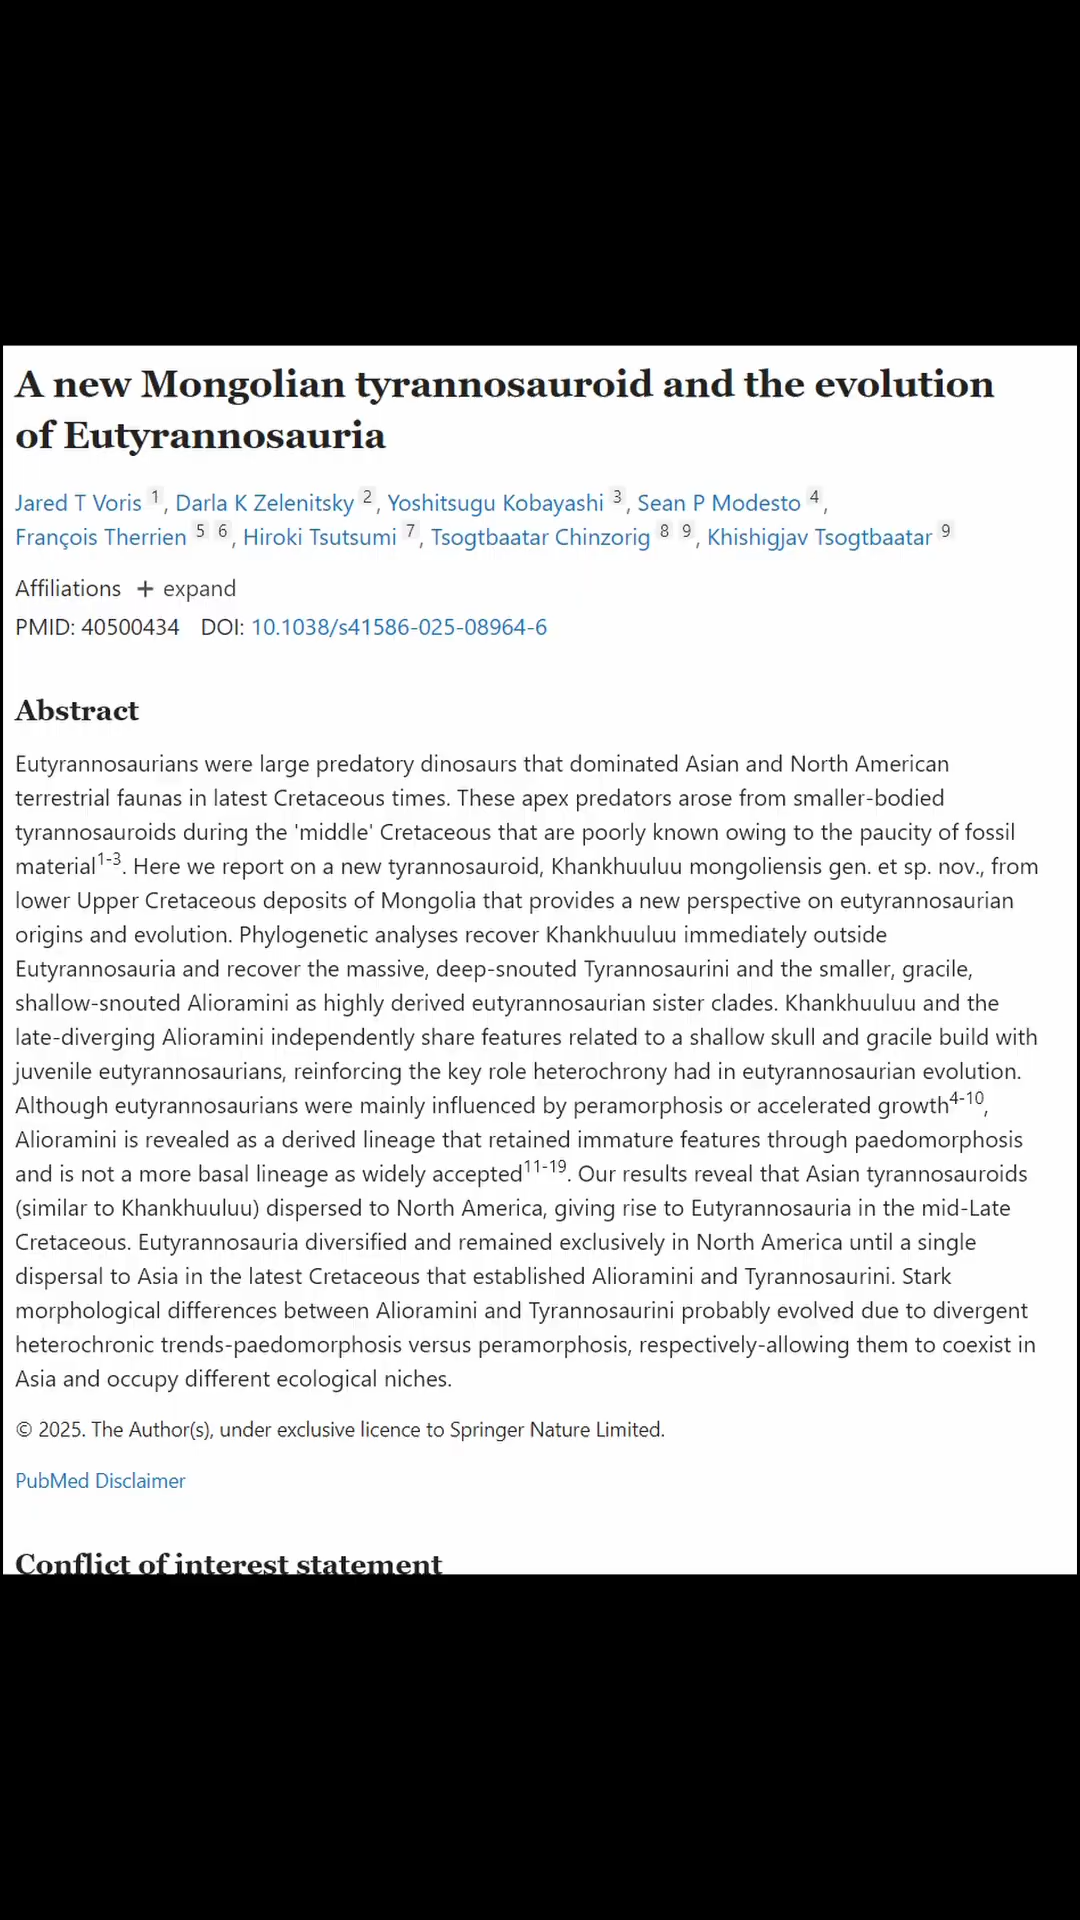 A new Mongolian tyrannosauroid and the evolution
of Eutyrannosauria
Jared T Voris 1, Darla K Zelenitsky 2, Yoshitsugu Kobayashi 3, Sean P Modesto 4,
François Therrien 5 6, Hiroki Tsutsumi 7, Tsogtbaatar Chinzorig 8 9, Khishigjav Tsogtbaatar 9
Affiliations + expand
PMID: 40500434 DOI: 10.1038/s41586-025-08964-6
Abstract
Eutyrannosaurians were large predatory dinosaurs that dominated Asian and North American
terrestrial faunas in latest Cretaceous times. These apex predators arose from smaller-bodied
tyrannosauroids during the 'middle' Cretaceous that are poorly known owing to the paucity of fossil
material1-3. Here we report on a new tyrannosauroid, Khankhuuluu mongoliensis gen. et sp. nov., from
lower Upper Cretaceous deposits of Mongolia that provides a new perspective on eutyrannosaurian
origins and evolution. Phylogenetic analyses recover Khankhuuluu immediately outside
Eutyrannosauria and recover the massive, deep-snouted Tyrannosaurini and the smaller, gracile,
shallow-snouted Alioramini as highly derived eutyrannosaurian sister clades. Khankhuuluu and the
late-diverging Alioramini independently share features related to a shallow skull and gracile build with
juvenile eutyrannosaurians, reinforcing the key role heterochrony had in eutyrannosaurian evolution.
Although eutyrannosaurians were mainly influenced by peramorphosis or accelerated growth4-10,
Alioramini is revealed as a derived lineage that retained immature features through paedomorphosis
and is not a more basal lineage as widely accepted11-19. Our results reveal that Asian tyrannosauroids
(similar to Khankhuuluu) dispersed to North America, giving rise to Eutyrannosauria in the mid-Late
Cretaceous. Eutyrannosauria diversified and remained exclusively in North America until a single
dispersal to Asia in the latest Cretaceous that established Alioramini and Tyrannosaurini. Stark
morphological differences between Alioramini and Tyrannosaurini probably evolved due to divergent
heterochronic trends-paedomorphosis versus peramorphosis, respectively-allowing them to coexist in
Asia and occupy different ecological niches.
© 2025. The Author(s), under exclusive licence to Springer Nature Limited.
PubMed Disclaimer
Conflict of interest statement